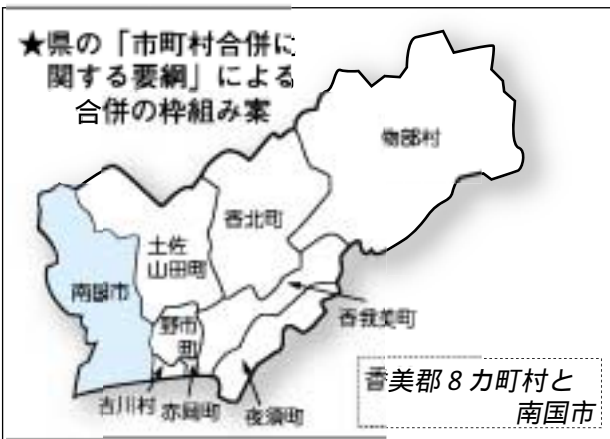 ★県の「市町村合併に
関する要綱」による
合併の枠組み案
物部村
香北町
土佐
山田町
南国市
野市
町
香我美町
吉川村
赤岡町
夜須町
香美郡8カ町村と
南国市